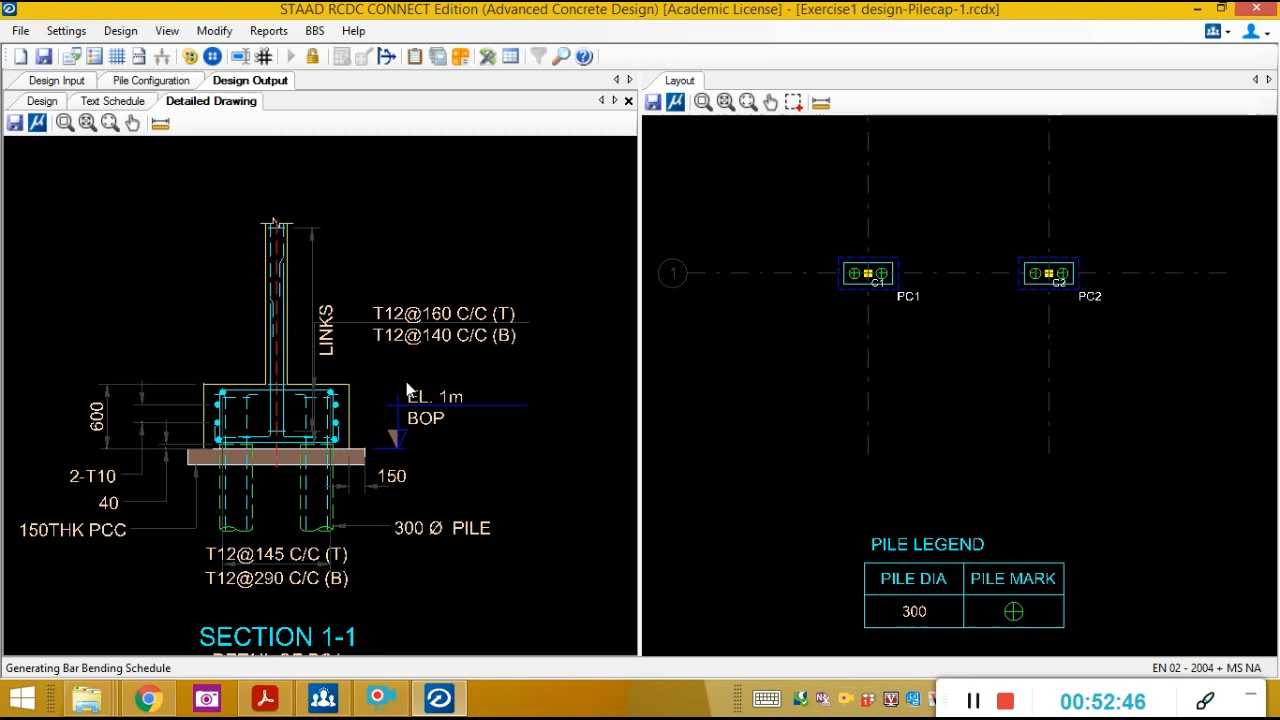 STAAD RCDC CONNECT Edition (Advanced Concrete Design) [Academic License] - [Exercise1 design-Pilecap-1.rcdx]
File Settings Design View Modify Reports BBS Help
Design Input Pile Configuration Design Output
Layout
Design Text Schedule Detailed Drawing
T12@160 C/C (T)
T12@140 C/C (B)
LINKS
EL. 1m
BOP
600
2-T10
40
150THK PCC
150
300 Ø PILE
T12@145 C/C (T)
T12@290 C/C (B)
SECTION 1-1
1
C1
PC1
C2
PC2
PILE LEGEND
PILE DIA PILE MARK
300
Generating Bar Bending Schedule
EN 02 - 2004 + MS NA
00:52:46